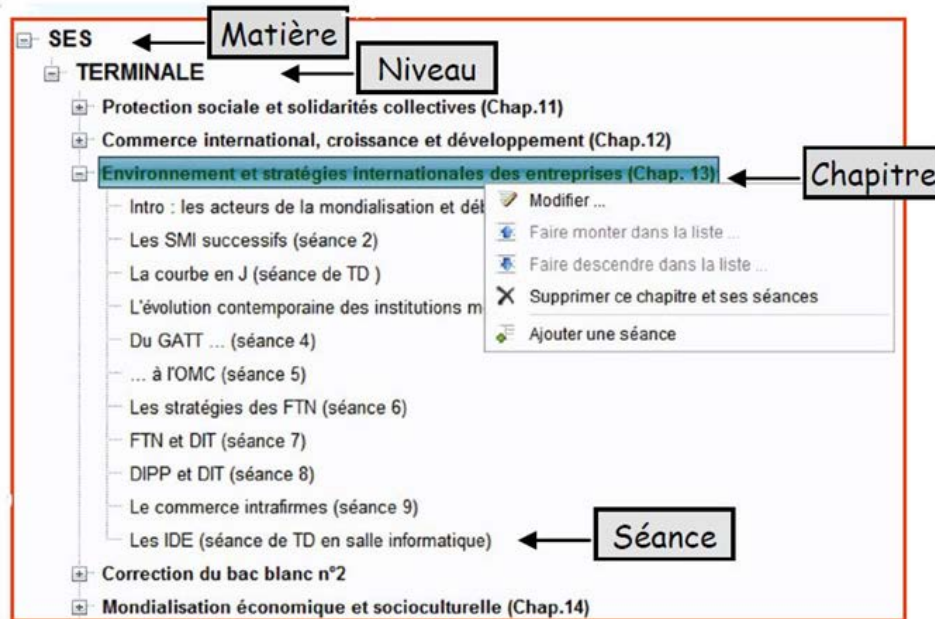 SES
Matière
TERMINALE
Niveau
Protection sociale et solidarités collectives (Chap.11)
Commerce international, croissance et développement (Chap.12)
Environnement et stratégies internationales des entreprises (Chap. 13)
Chapitre
Intro : les acteurs de la mondialisation et
Modifier ...
Les SMI successifs (séance 2)
Faire monter dans la liste ...
La courbe en J (séance de TD )
Faire descendre dans la liste ...
Supprimer ce chapitre et ses séances
L'évolution contemporaine des institutions
Ajouter une séance
Du GATT ... (séance 4)
... à l'OMC (séance 5)
Les stratégies des FTN (séance 6)
FTN et DIT (séance 7)
DIPP et DIT (séance 8)
Le commerce intrafirmes (séance 9)
Les IDE (séance de TD en salle informatique)
Séance
Correction du bac blanc n°2
Mondialisation économique et socioculturelle (Chap.14)